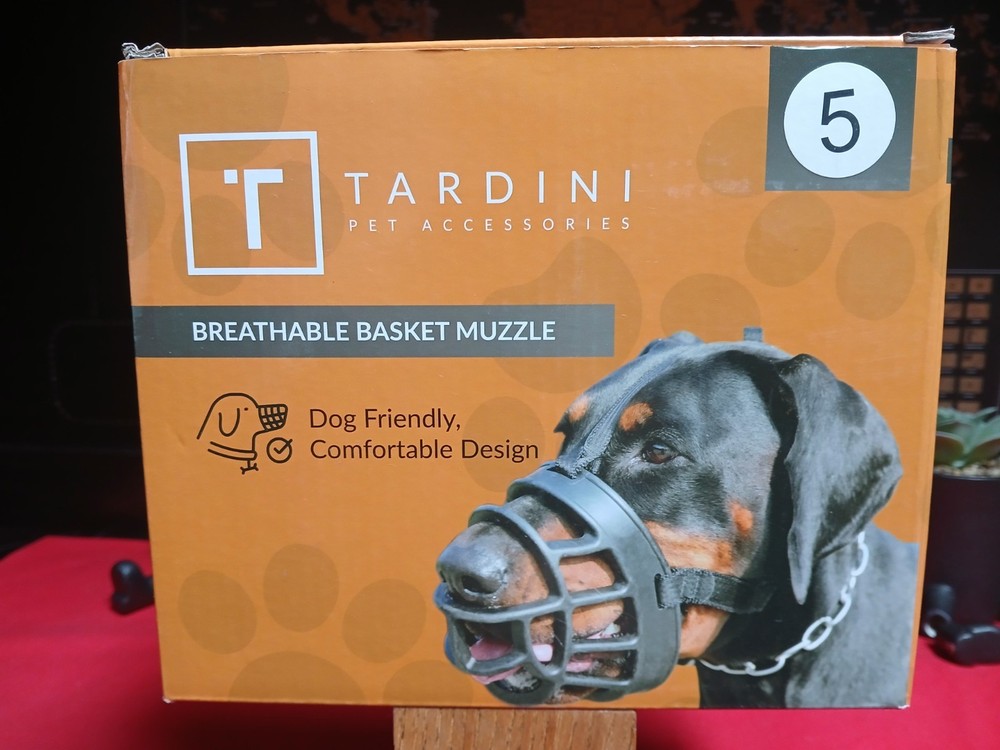 5
T
TARDINI
PET ACCESSORIES
BREATHABLE BASKET MUZZLE
Dog Friendly,
Comfortable Design